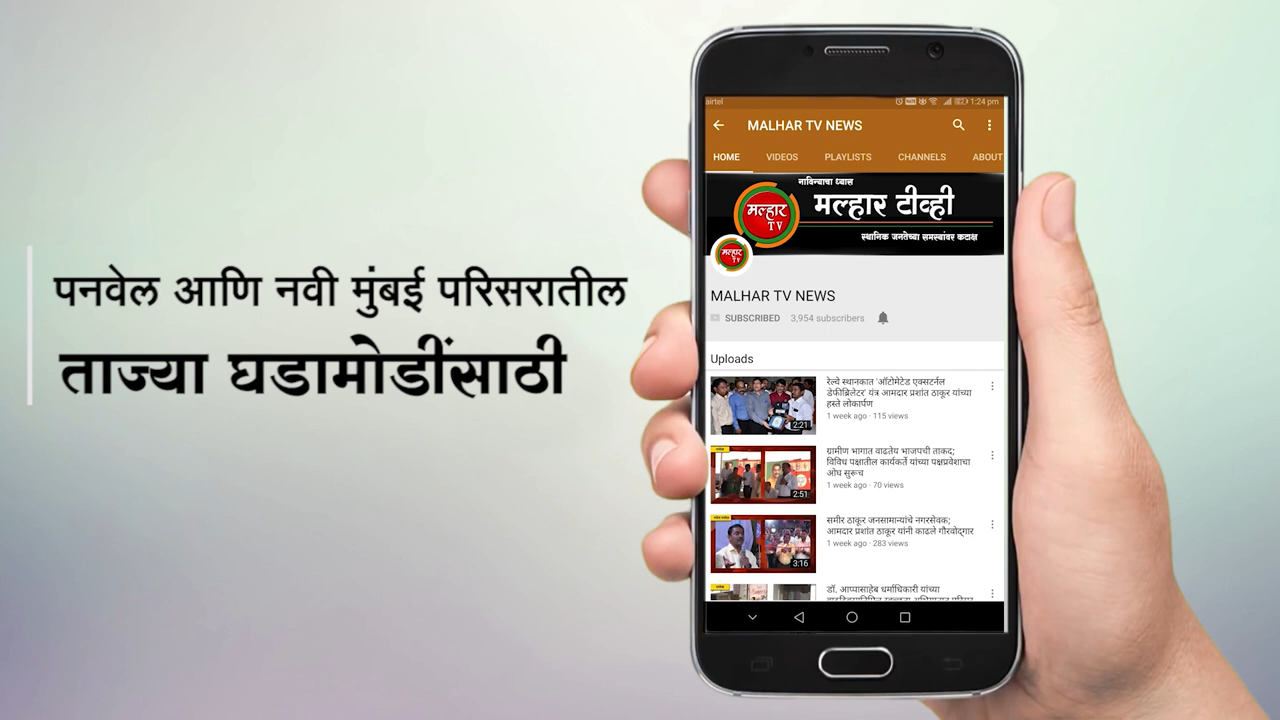 पनवेल आणि नवी मुंबई परिसरातील
ताज्या घडामोडींसाठी
airtel
1:24 pm
MALHAR TV NEWS
HOME VIDEOS PLAYLISTS CHANNELS ABOUT
नाविन्याचा ध्यास
मल्हार टीव्ही
मल्हार
TV
स्थानिक जनतेच्या समस्यांवर कटाक्ष
मल्हार
TV
MALHAR TV NEWS
SUBSCRIBED 3,954 subscribers
Uploads
रेल्वे स्थानकात 'ऑटोमेटेड एक्सटर्नल
डेफीब्रिलेटर' यंत्र आमदार प्रशांत ठाकूर यांच्या
हस्ते लोकार्पण
1 week ago · 115 views
2:21
ग्रामीण भागात वाढतेय भाजपची ताकद;
विविध पक्षातील कार्यकर्ते यांच्या पक्षप्रवेशाचा
ओघ सुरूच
1 week ago · 70 views
2:51
समीर ठाकूर जनसामान्यांचे नगरसेवक;
आमदार प्रशांत ठाकूर यांनी काढले गौरवोद्गार
1 week ago · 283 views
3:16
डॉ. आप्पासाहेब धर्माधिकारी यांच्या